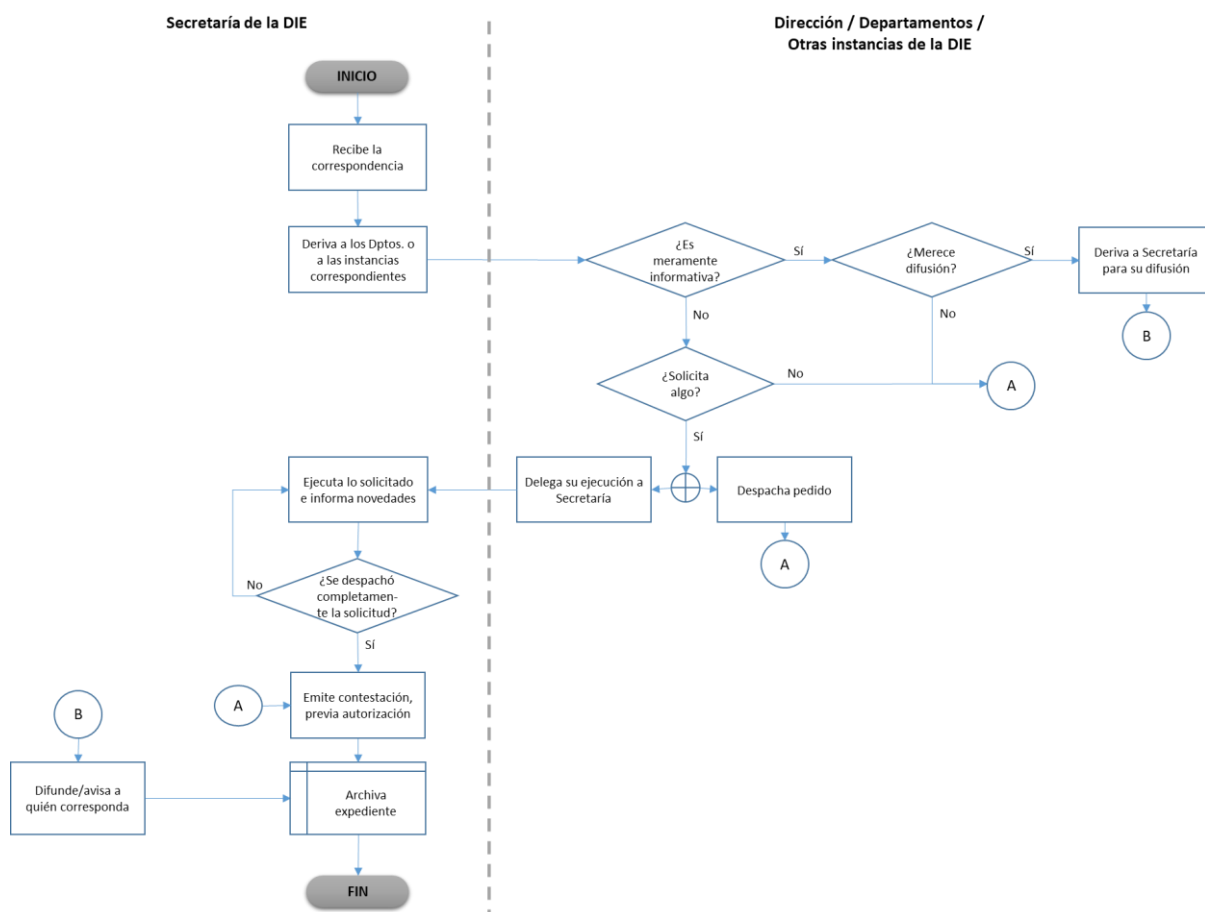 Secretaría de la DIE
Dirección / Departamentos /
Otras instancias de la DIE
INICIO
Recibe la
correspondencia
Deriva a los Dptos. o
a las instancias
correspondientes
¿Es
meramente
informativa?
Sí
¿Merece
difusión?
Sí
Deriva a Secretaría
para su difusión
No
No
B
¿Solicita
algo?
No
A
Sí
Ejecuta lo solicitado
e informa novedades
Delega su ejecución a
Secretaría
Despacha pedido
A
No
¿Se despachó
completamen-
te la solicitud?
Sí
B
A
Emite contestación,
previa autorización
Difunde/avisa a
quién corresponda
Archiva
expediente
FIN